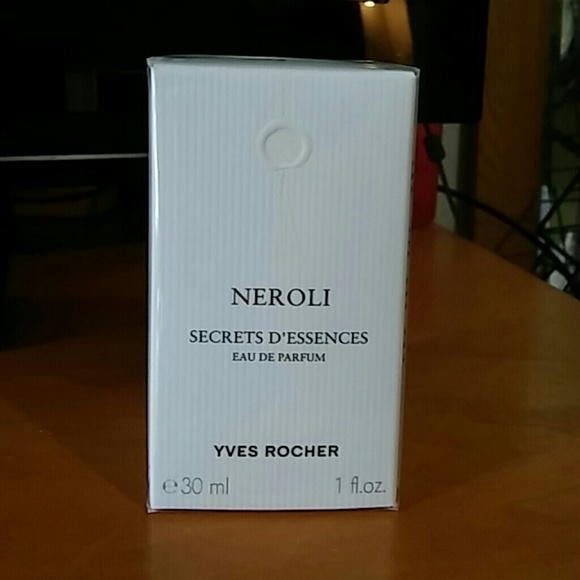 NEROLI
SECRETS D'ESSENCES
EAU DE PARFUM
YVES ROCHER
℮30 ml 1 fl.oz.